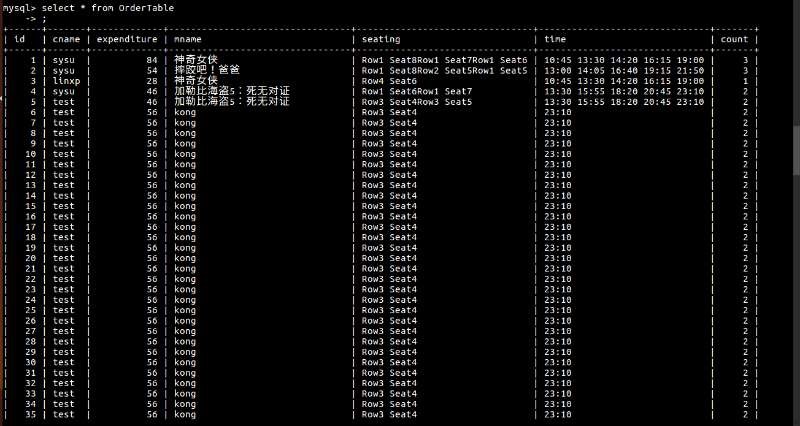 mysql> select * from OrderTable
    -> ;
| id | cname | expenditure | mname | seating | time | count |
| 1 | sysu | 84 | 神奇女侠 | Row1 Seat8Row1 Seat7Row1 Seat6 | 10:45 13:30 14:20 16:15 19:00 | 3 |
| 2 | sysu | 54 | 摔跤吧！爸爸 | Row1 Seat8Row2 Seat5Row1 Seat5 | 13:00 14:05 16:40 19:15 21:50 | 3 |
| 3 | linxp | 28 | 神奇女侠 | Row4 Seat6 | 10:45 13:30 14:20 16:15 19:00 | 1 |
| 4 | sysu | 46 | 加勒比海盗5：死无对证 | Row1 Seat6Row1 Seat7 | 13:30 15:55 18:20 20:45 23:10 | 2 |
| 5 | test | 46 | 加勒比海盗5：死无对证 | Row3 Seat4Row3 Seat5 | 13:30 15:55 18:20 20:45 23:10 | 2 |
| 6 | test | 56 | kong | Row3 Seat4 | 23:10 | 2 |
| 7 | test | 56 | kong | Row3 Seat4 | 23:10 | 2 |
| 8 | test | 56 | kong | Row3 Seat4 | 23:10 | 2 |
| 9 | test | 56 | kong | Row3 Seat4 | 23:10 | 2 |
| 10 | test | 56 | kong | Row3 Seat4 | 23:10 | 2 |
| 11 | test | 56 | kong | Row3 Seat4 | 23:10 | 2 |
| 12 | test | 56 | kong | Row3 Seat4 | 23:10 | 2 |
| 13 | test | 56 | kong | Row3 Seat4 | 23:10 | 2 |
| 14 | test | 56 | kong | Row3 Seat4 | 23:10 | 2 |
| 15 | test | 56 | kong | Row3 Seat4 | 23:10 | 2 |
| 16 | test | 56 | kong | Row3 Seat4 | 23:10 | 2 |
| 17 | test | 56 | kong | Row3 Seat4 | 23:10 | 2 |
| 18 | test | 56 | kong | Row3 Seat4 | 23:10 | 2 |
| 19 | test | 56 | kong | Row3 Seat4 | 23:10 | 2 |
| 20 | test | 56 | kong | Row3 Seat4 | 23:10 | 2 |
| 21 | test | 56 | kong | Row3 Seat4 | 23:10 | 2 |
| 22 | test | 56 | kong | Row3 Seat4 | 23:10 | 2 |
| 23 | test | 56 | kong | Row3 Seat4 | 23:10 | 2 |
| 24 | test | 56 | kong | Row3 Seat4 | 23:10 | 2 |
| 25 | test | 56 | kong | Row3 Seat4 | 23:10 | 2 |
| 26 | test | 56 | kong | Row3 Seat4 | 23:10 | 2 |
| 27 | test | 56 | kong | Row3 Seat4 | 23:10 | 2 |
| 28 | test | 56 | kong | Row3 Seat4 | 23:10 | 2 |
| 29 | test | 56 | kong | Row3 Seat4 | 23:10 | 2 |
| 30 | test | 56 | kong | Row3 Seat4 | 23:10 | 2 |
| 31 | test | 56 | kong | Row3 Seat4 | 23:10 | 2 |
| 32 | test | 56 | kong | Row3 Seat4 | 23:10 | 2 |
| 33 | test | 56 | kong | Row3 Seat4 | 23:10 | 2 |
| 34 | test | 56 | kong | Row3 Seat4 | 23:10 | 2 |
| 35 | test | 56 | kong | Row3 Seat4 | 23:10 | 2 |